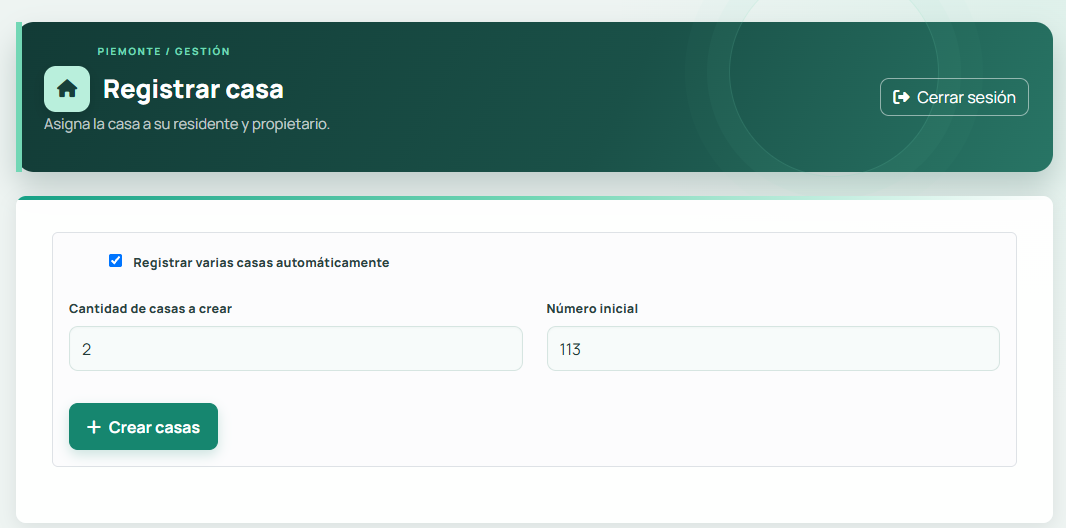 PIEMONTE / GESTIÓN
Registrar casa
Asigna la casa a su residente y propietario.
Cerrar sesión
Registrar varias casas automáticamente
Cantidad de casas a crear
Número inicial
2
113
Crear casas